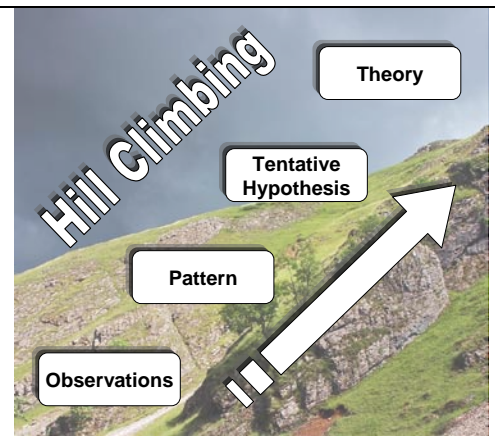 Hill Climbing
Theory
Tentative
Hypothesis
Pattern
Observations